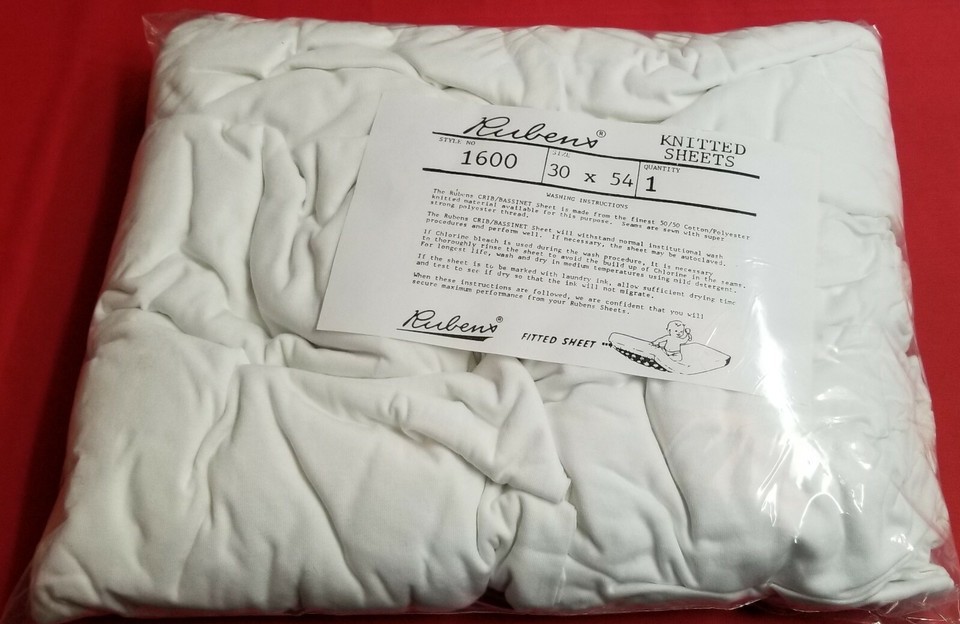 Rubens®
KNITTED
SHEETS
STYLE NO
1600
SIZE
30 x 54
QUANTITY
1
WASHING INSTRUCTIONS
The Rubens CRIB/BASSINET Sheet is made from the finest 50/50 Cotton/Polyester
knitted material available for this purpose. Seams are sewn with super
strong polyester thread.
The Rubens CRIB/BASSINET Sheet will withstand normal institutional wash
procedures and perform well. If necessary, the sheet may be autoclaved.
If Chlorine bleach is used during the wash procedure, it is necessary
to thoroughly rinse the sheet to avoid the build up of Chlorine in the seams.
For longest life, wash and dry in medium temperatures using mild detergent.
If the sheet is to be marked with laundry ink, allow sufficient drying time
and test to see if dry so that the ink will not migrate.
When these instructions are followed, we are confident that you will
secure maximum performance from your Rubens Sheets.
Rubens®
FITTED SHEET